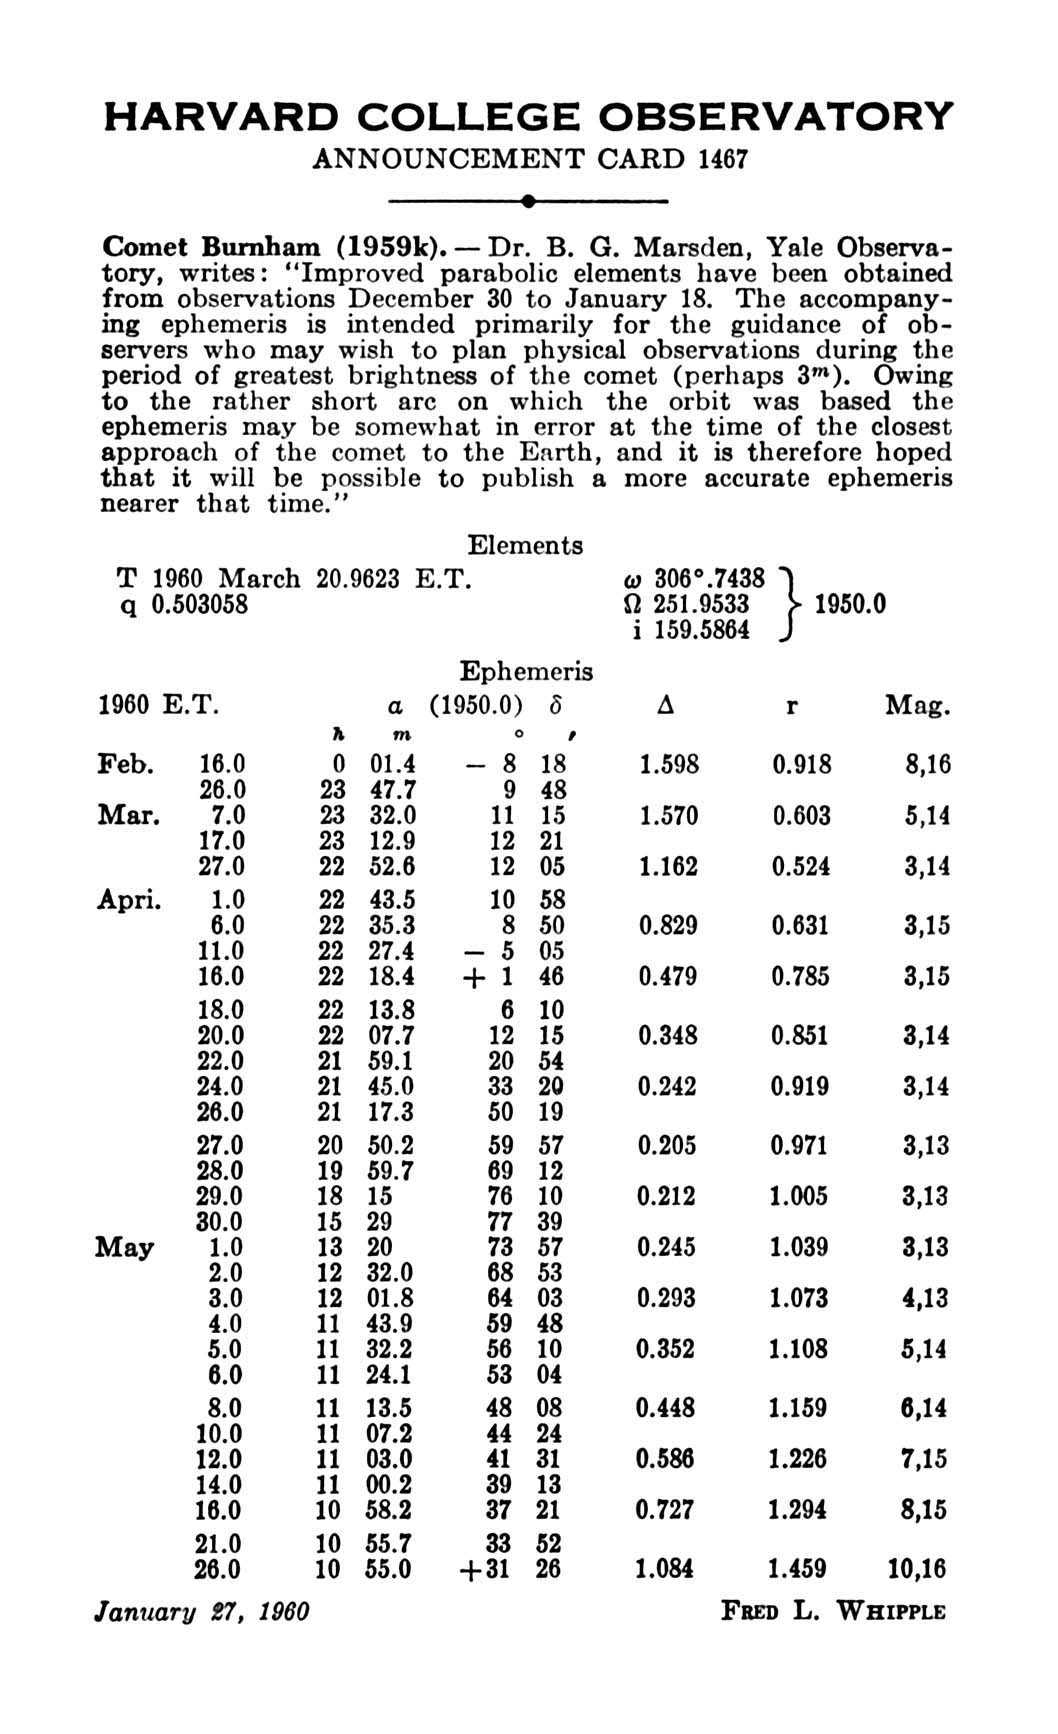 HARVARD COLLEGE OBSERVATORY
ANNOUNCEMENT CARD 1467
Comet Burnham (1959k). — Dr. B. G. Marsden, Yale Observa-
tory, writes: "Improved parabolic elements have been obtained
from observations December 30 to January 18. The accompany-
ing ephemeris is intended primarily for the guidance of ob-
servers who may wish to plan physical observations during the
period of greatest brightness of the comet (perhaps 3ᵐ). Owing
to the rather short arc on which the orbit was based the
ephemeris may be somewhat in error at the time of the closest
approach of the comet to the Earth, and it is therefore hoped
that it will be possible to publish a more accurate ephemeris
nearer that time."
Elements
T 1960 March 20.9623 E.T. ω 306°.7438
q 0.503058 Ω 251.9533 } 1950.0
i 159.5864
Ephemeris
1960 E.T. α (1950.0) δ Δ r Mag.
h m ° ′
Feb. 16.0 0 01.4 — 8 18 1.598 0.918 8,16
26.0 23 47.7 9 48
Mar. 7.0 23 32.0 11 15 1.570 0.603 5,14
17.0 23 12.9 12 21
27.0 22 52.6 12 05 1.162 0.524 3,14
Apri. 1.0 22 43.5 10 58
6.0 22 35.3 8 50 0.829 0.631 3,15
11.0 22 27.4 — 5 05
16.0 22 18.4 + 1 46 0.479 0.785 3,15
18.0 22 13.8 6 10
20.0 22 07.7 12 15 0.348 0.851 3,14
22.0 21 59.1 20 54
24.0 21 45.0 33 20 0.242 0.919 3,14
26.0 21 17.3 50 19
27.0 20 50.2 59 57 0.205 0.971 3,13
28.0 19 59.7 69 12
29.0 18 15 76 10 0.212 1.005 3,13
30.0 15 29 77 39
May 1.0 13 20 73 57 0.245 1.039 3,13
2.0 12 32.0 68 53
3.0 12 01.8 64 03 0.293 1.073 4,13
4.0 11 43.9 59 48
5.0 11 32.2 56 10 0.352 1.108 5,14
6.0 11 24.1 53 04
8.0 11 13.5 48 08 0.448 1.159 6,14
10.0 11 07.2 44 24
12.0 11 03.0 41 31 0.586 1.226 7,15
14.0 11 00.2 39 13
16.0 10 58.2 37 21 0.727 1.294 8,15
21.0 10 55.7 33 52
26.0 10 55.0 +31 26 1.084 1.459 10,16
January 27, 1960 FRED L. WHIPPLE